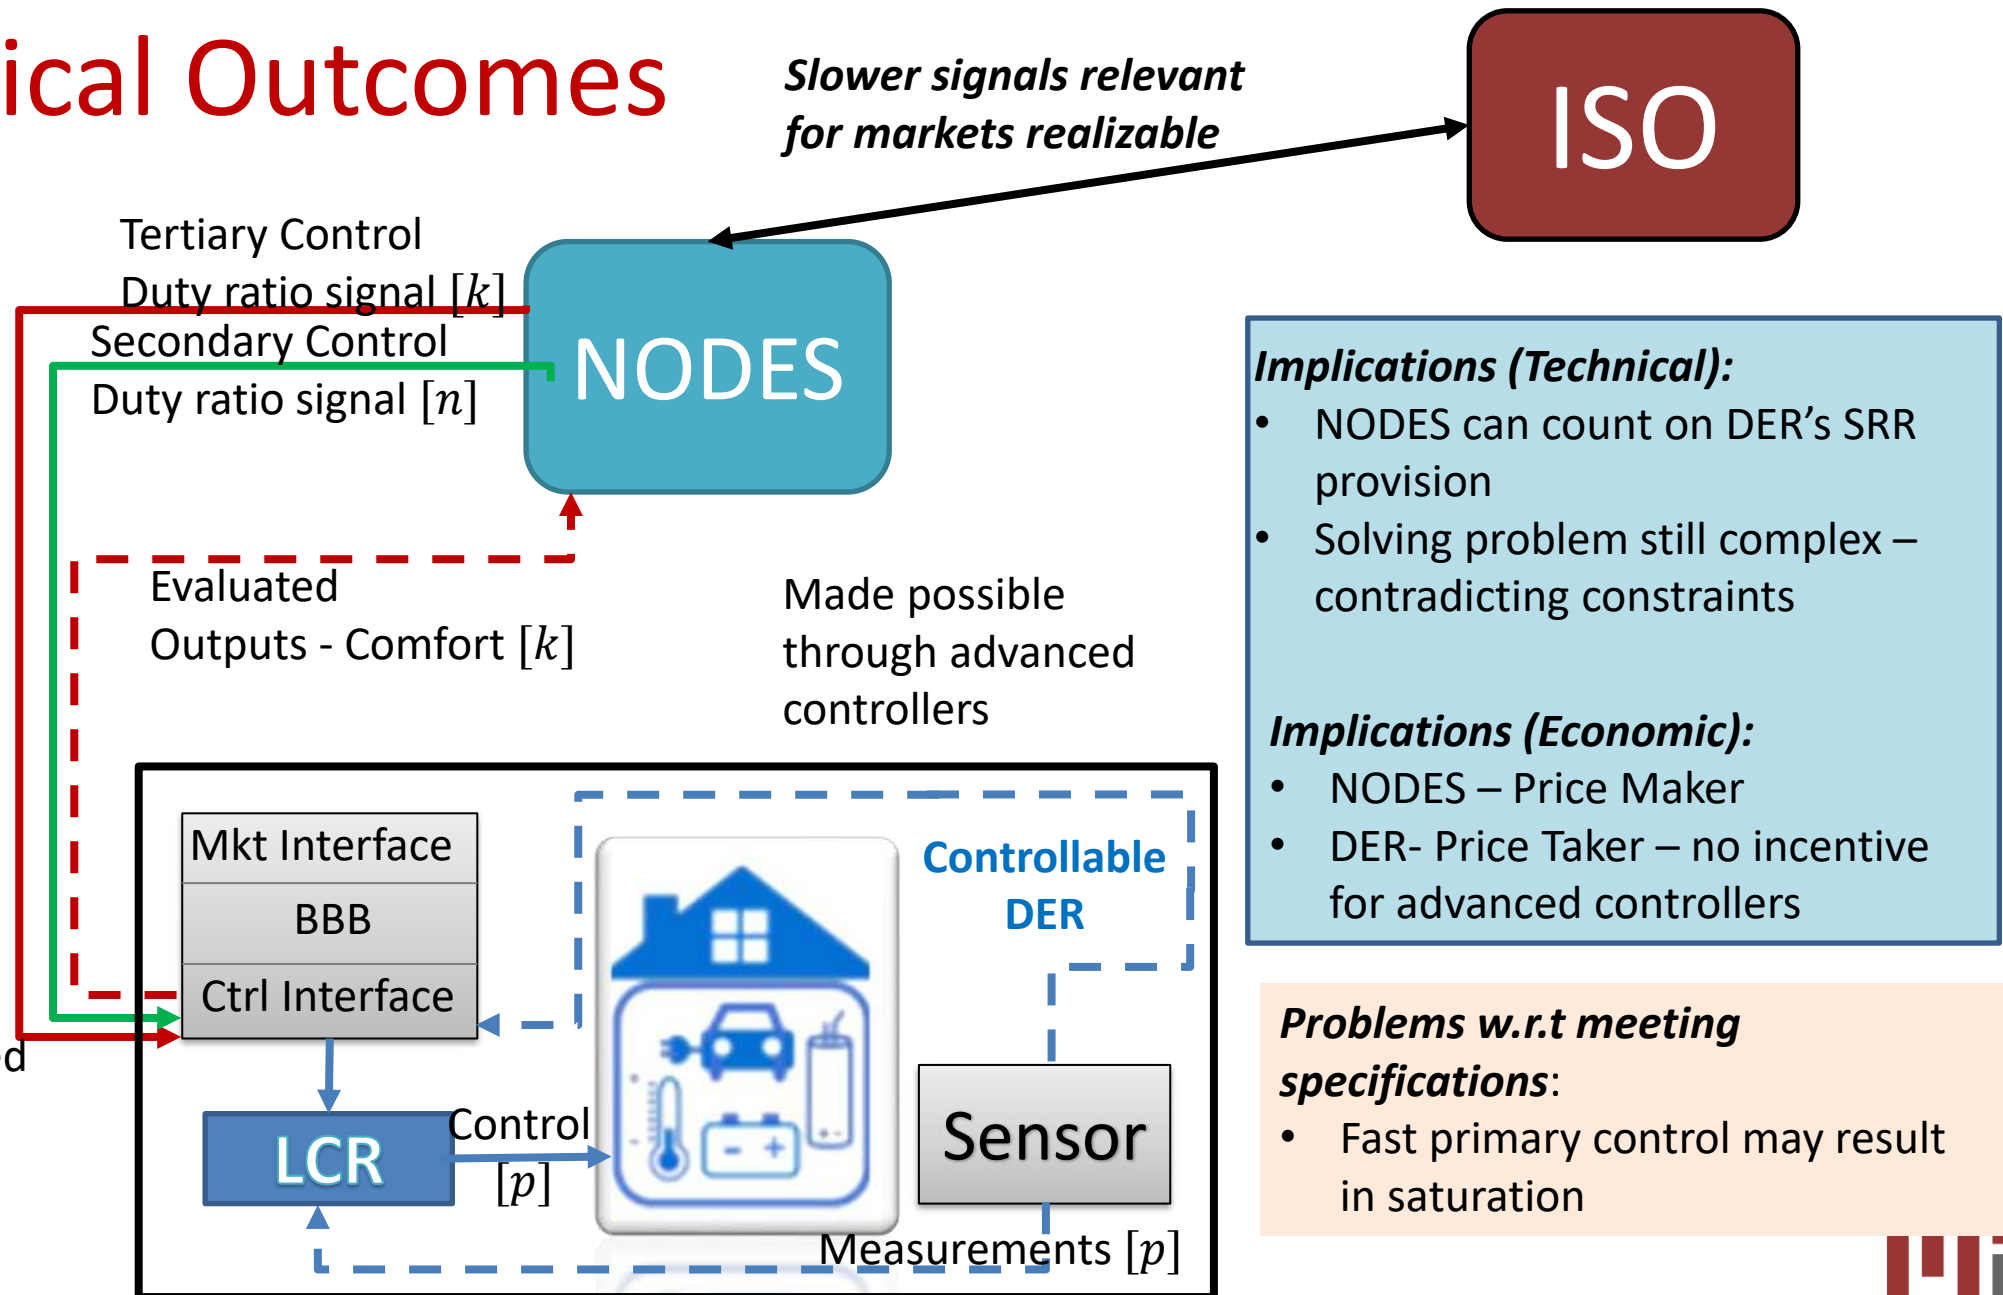 ical Outcomes
Slower signals relevant
for markets realizable
ISO
Tertiary Control
Duty ratio signal [k]
Secondary Control
Duty ratio signal [n]
NODES
Evaluated
Outputs - Comfort [k]
Made possible
through advanced
controllers
Implications (Technical):
• NODES can count on DER’s SRR
provision
• Solving problem still complex –
contradicting constraints
Implications (Economic):
• NODES – Price Maker
• DER- Price Taker – no incentive
for advanced controllers
Mkt Interface
BBB
Ctrl Interface
Controllable
DER
ed
LCR
Control
[p]
Sensor
Measurements [p]
Problems w.r.t meeting
specifications:
• Fast primary control may result
in saturation